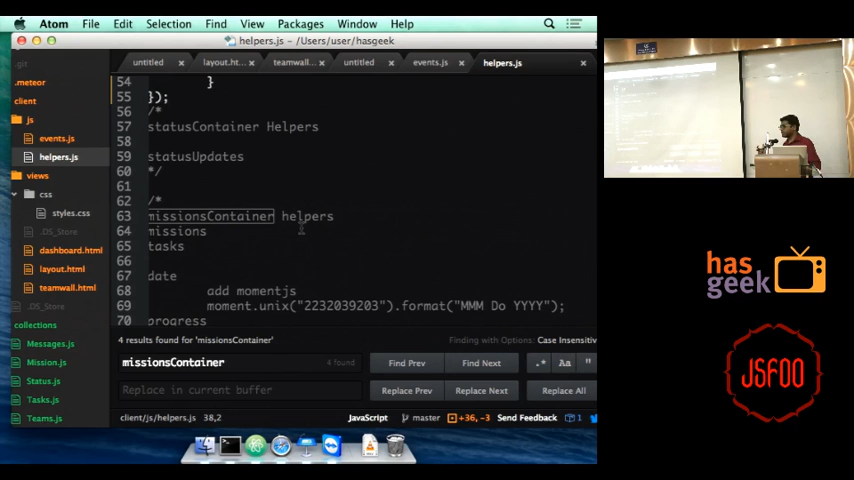 Atom File Edit View Selection Find Packages Window Help
helpers.js – /Users/user/hasgeek
untitled layout.ht... teamwall... untitled events.js helpers.js
.git
.meteor
client
js
events.js
helpers.js
views
css
styles.css
.DS_Store
dashboard.html
layout.html
teamwall.html
.DS_Store
collections
Messages.js
Mission.js
Status.js
Tasks.js
Teams.js
54 }
55 });
56 /*
57 statusContainer Helpers
58
59 statusUpdates
60 */
61
62 /*
63 missionsContainer helpers
64 missions
65 tasks
66
67 date
68 add momentjs
69 moment.unix("2232039203").format("MMM Do YYYY");
70 progress
4 results found for 'missionsContainer' Finding with Options: Case Insensitiv
missionsContainer 4 found Find Prev Find Next .* Aa "
Replace in current buffer Replace Prev Replace Next Replace All
client/js/helpers.js 38,2 JavaScript master +36, -3 Send Feedback 1
has
geek
JSFOO